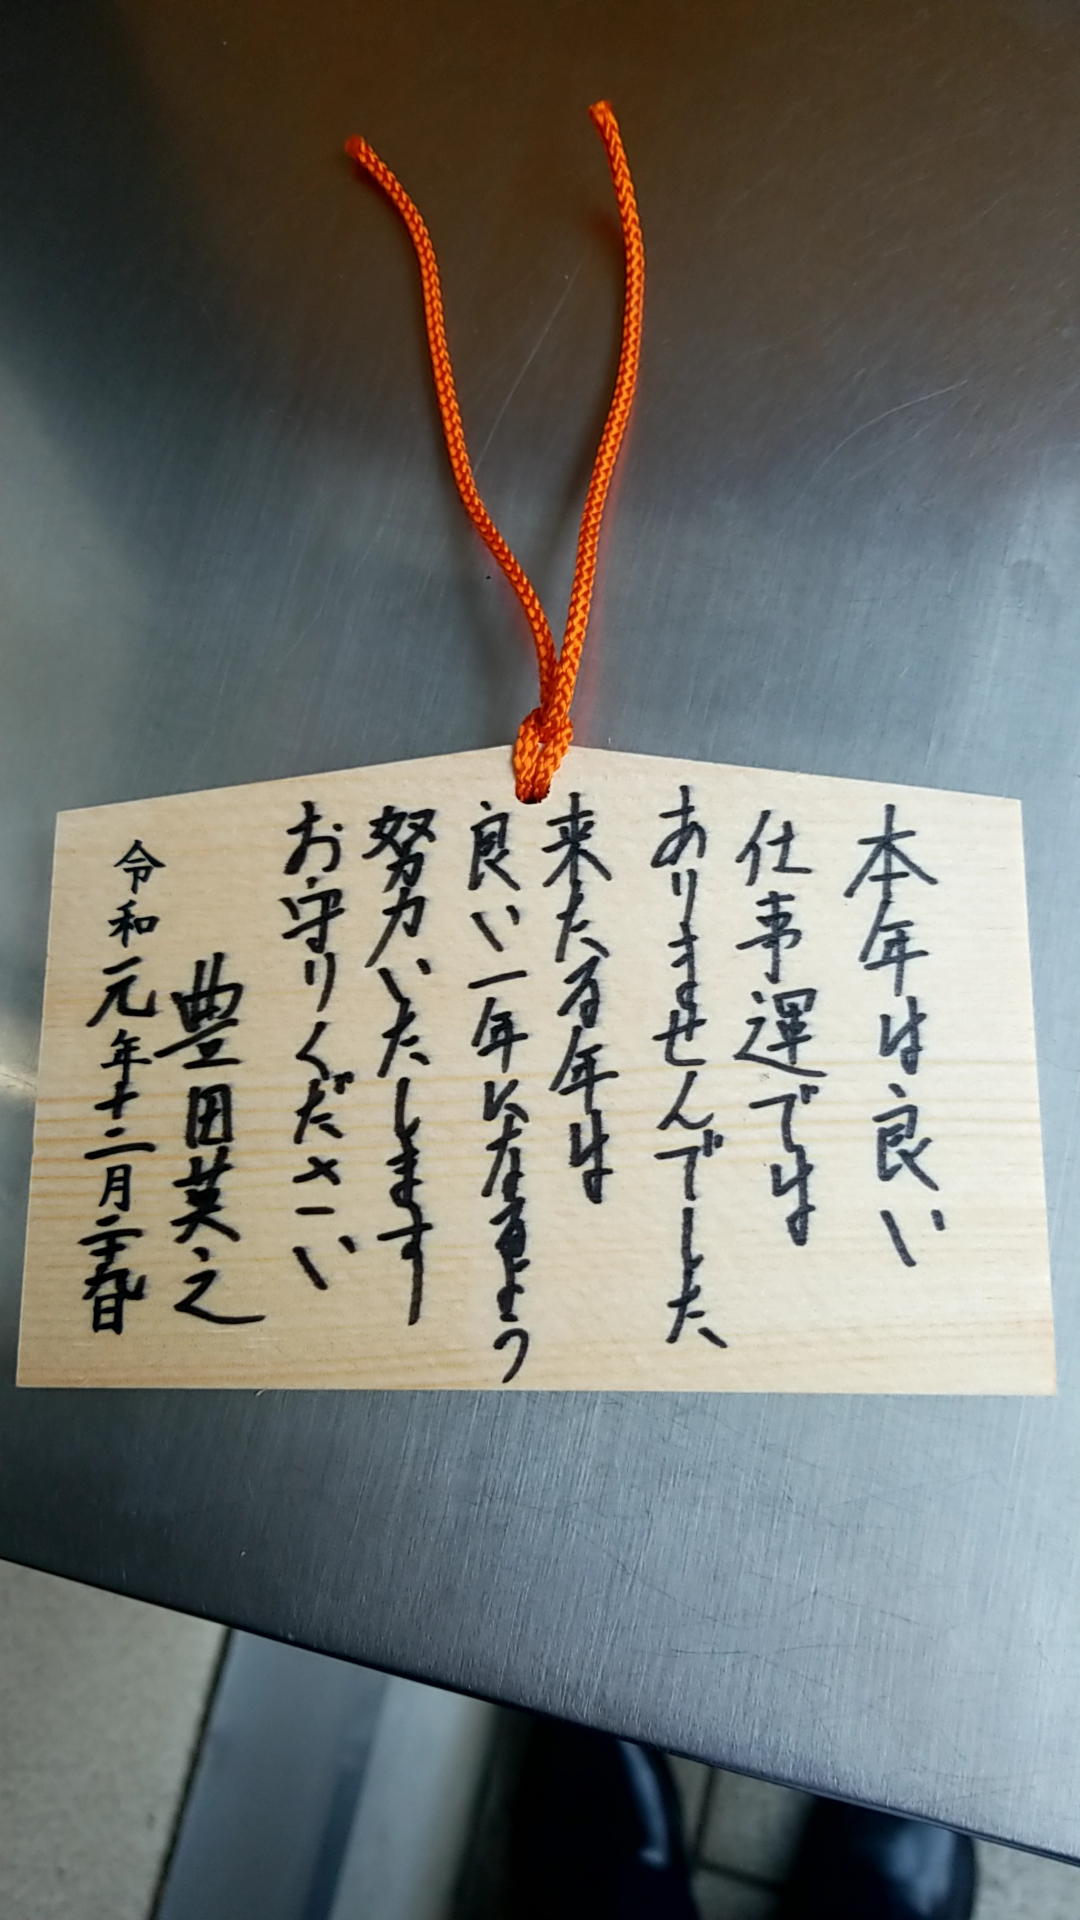 本年は良い
仕事運では
ありませんでした
来たる年は
良い一年になるよう
努力いたします
お守りください
豊田英之
令和元年十二月二十九日